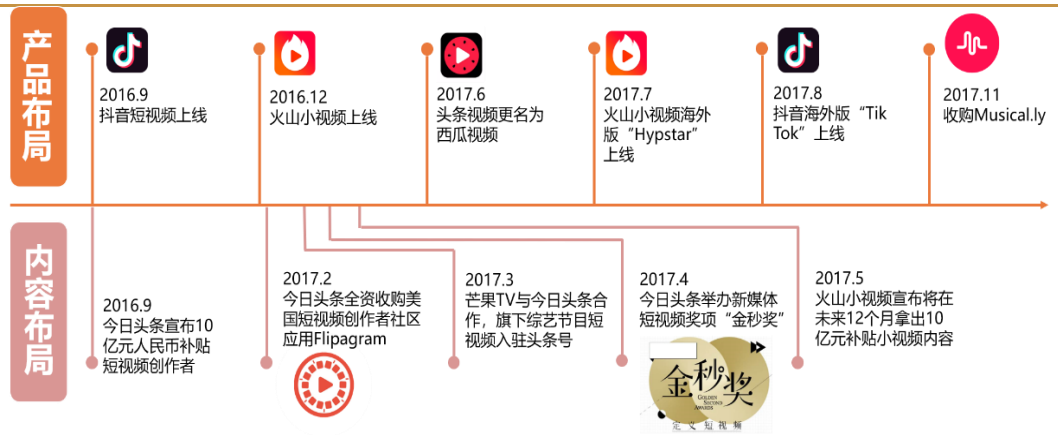 产品布局
2016.9
抖音短视频上线
2016.12
火山小视频上线
2017.6
头条视频更名为
西瓜视频
2017.7
火山小视频海外
版“Hypstar”
上线
2017.8
抖音海外版“Tik
Tok”上线
2017.11
收购Musical.ly
内容布局
2016.9
今日头条宣布10
亿元人民币补贴
短视频创作者
2017.2
今日头条全资收购美
国短视频创作者社区
应用Flipagram
2017.3
芒果TV与今日头条合
作，旗下综艺节目短
视频入驻头条号
2017.4
今日头条举办新媒体
短视频奖项“金秒奖”
金秒奖
GOLDEN
SECOND
AWARDS
定义短视频
2017.5
火山小视频宣布将在
未来12个月拿出10
亿元补贴小视频内容